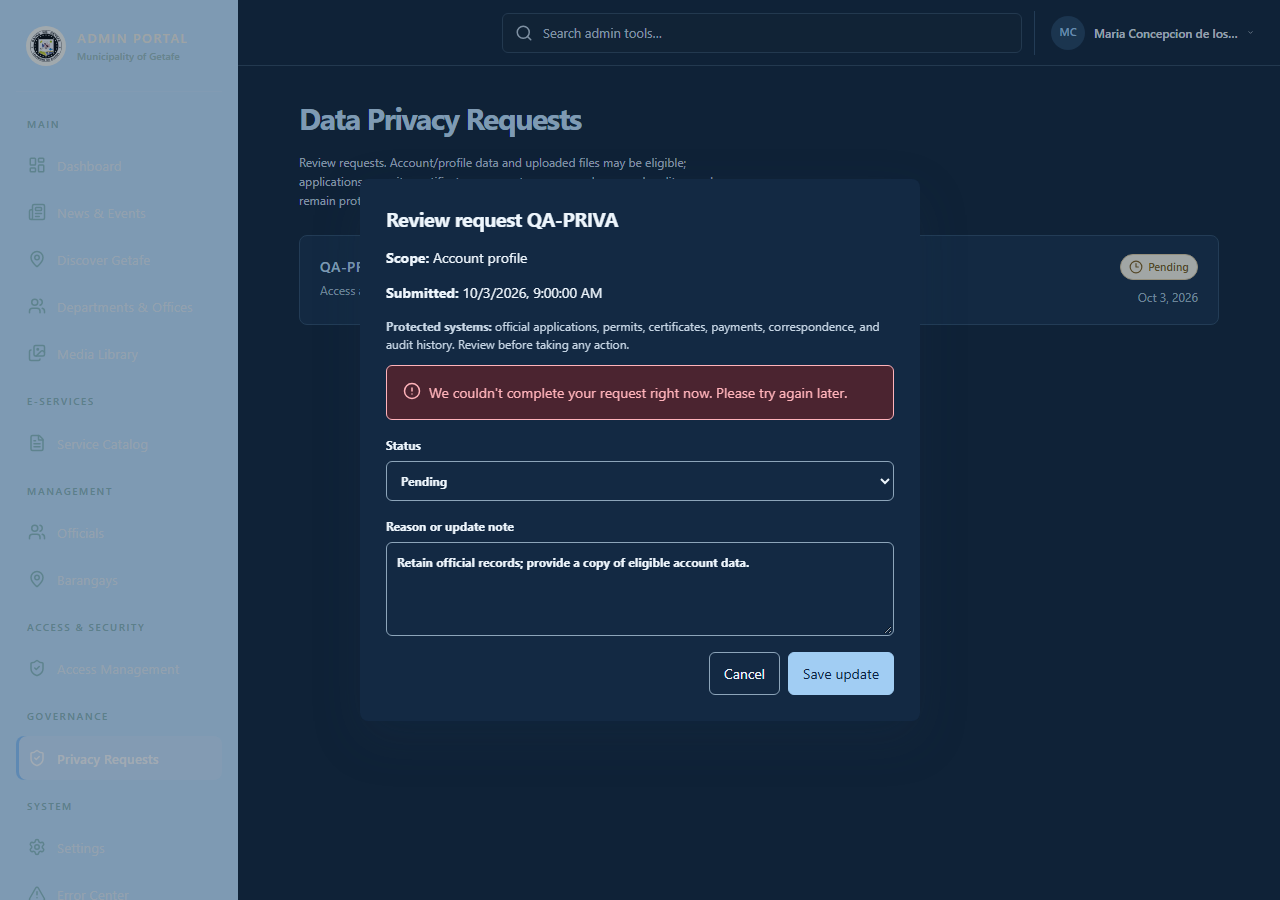 ADMIN PORTAL
Municipality of Getafe
Search admin tools...
MC
Maria Concepcion de los...
MAIN
Dashboard
News & Events
Discover Getafe
Departments & Offices
Media Library
E-SERVICES
Service Catalog
MANAGEMENT
Officials
Barangays
ACCESS & SECURITY
Access Management
GOVERNANCE
Privacy Requests
SYSTEM
Settings
Error Center
Data Privacy Requests
Review requests. Account/profile data and uploaded files may be eligible;
applications
remain
QA-PR
Access
Pending
Oct 3, 2026
Review request QA-PRIVA
Scope: Account profile
Submitted: 10/3/2026, 9:00:00 AM
Protected systems: official applications, permits, certificates, payments, correspondence, and
audit history. Review before taking any action.
We couldn't complete your request right now. Please try again later.
Status
Pending
Reason or update note
Retain official records; provide a copy of eligible account data.
Cancel
Save update